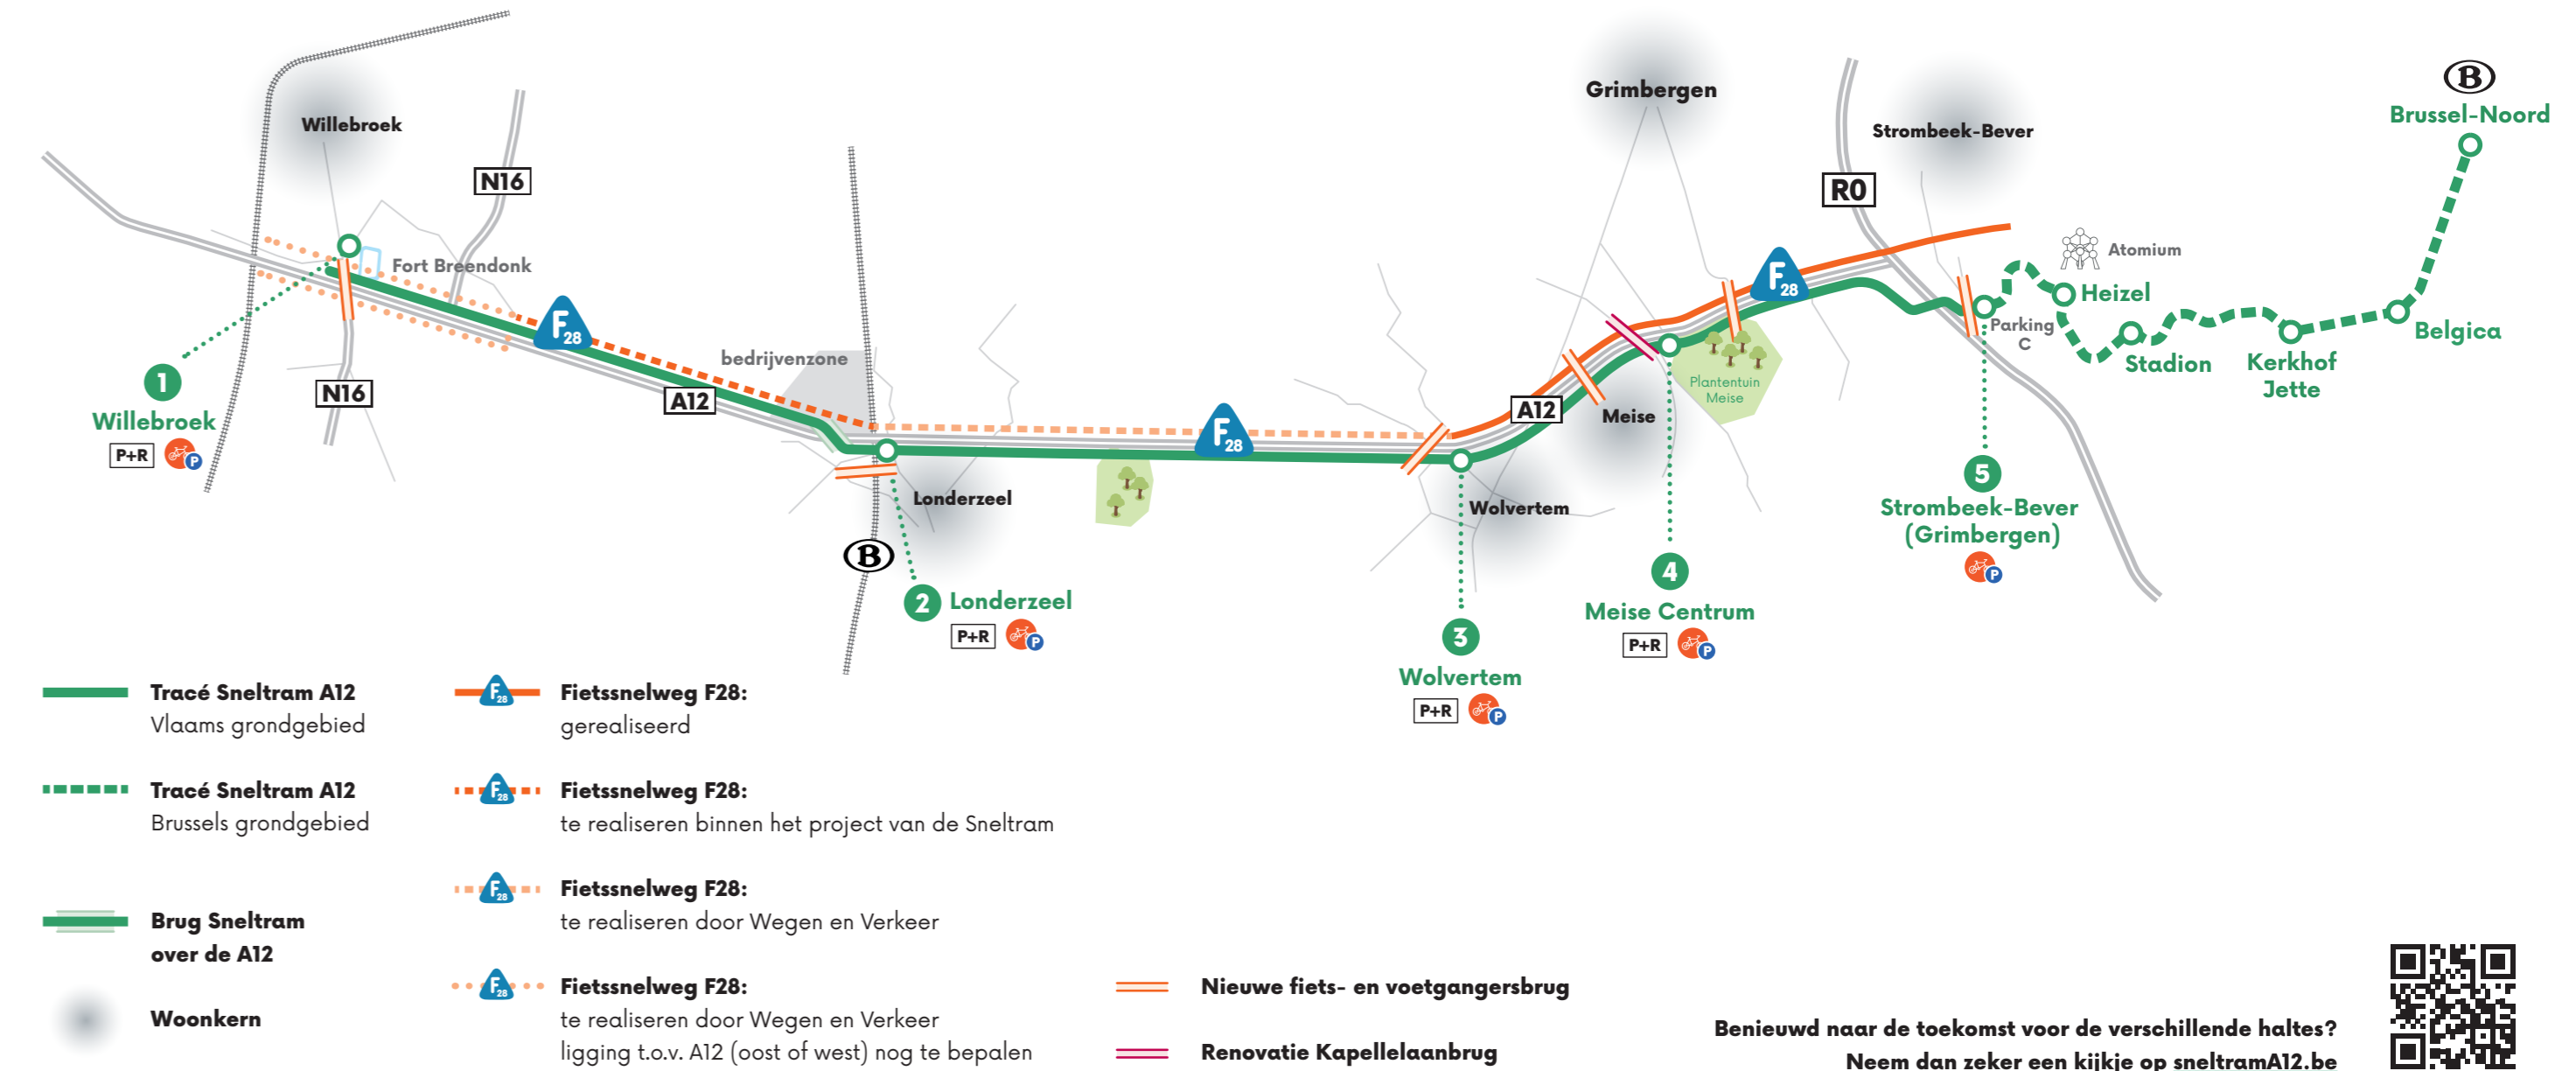 Willebroek
N16
Fort Breendonk
F28
1
Willebroek
P+R
P
N16
bedrijvenzone
A12
B
Londerzeel
2 Londerzeel
P+R
P
F28
Grimbergen
A12
Meise
Wolvertem
3
Wolvertem
P+R
P
Plantentuin
Meise
4
Meise Centrum
P+R
P
F28
R0
Strombeek-Bever
Parking
C
5
Strombeek-Bever
(Grimbergen)
P
Atomium
Heizel
Stadion
Kerkhof
Jette
Belgica
B
Brussel-Noord
Tracé Sneltram A12
Vlaams grondgebied
Tracé Sneltram A12
Brussels grondgebied
Brug Sneltram
over de A12
Woonkern
F28
Fietssnelweg F28:
gerealiseerd
F28
Fietssnelweg F28:
te realiseren binnen het project van de Sneltram
F28
Fietssnelweg F28:
te realiseren door Wegen en Verkeer
F28
Fietssnelweg F28:
te realiseren door Wegen en Verkeer
ligging t.o.v. A12 (oost of west) nog te bepalen
Nieuwe fiets- en voetgangersbrug
Renovatie Kapellelaanbrug
Benieuwd naar de toekomst voor de verschillende haltes?
Neem dan zeker een kijkje op sneltramA12.be